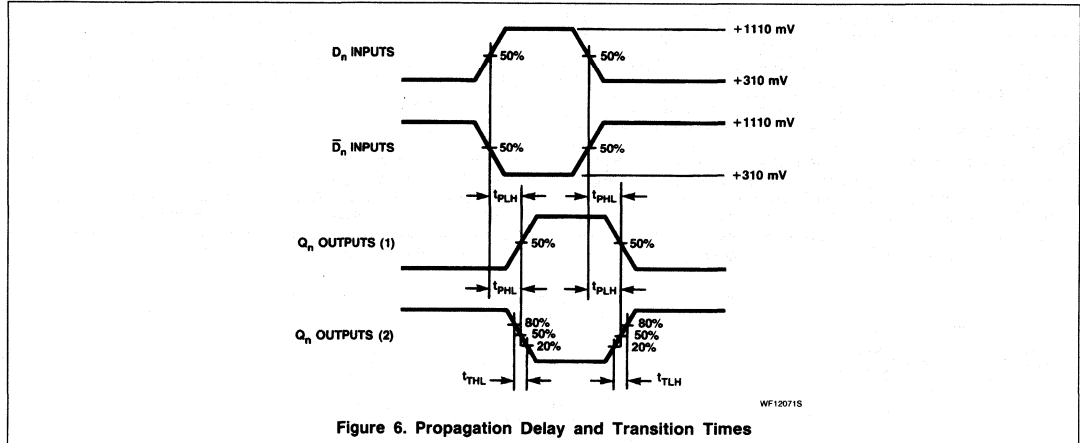 +1110 mV
Dn INPUTS
50%
50%
+310 mV
+1110 mV
D̅n INPUTS
50%
50%
+310 mV
tPLH
tPHL
Qn OUTPUTS (1)
50%
50%
tPHL
tPLH
Qn OUTPUTS (2)
80%
50%
20%
80%
50%
20%
tTHL
tTLH
WF12071S
Figure 6. Propagation Delay and Transition Times